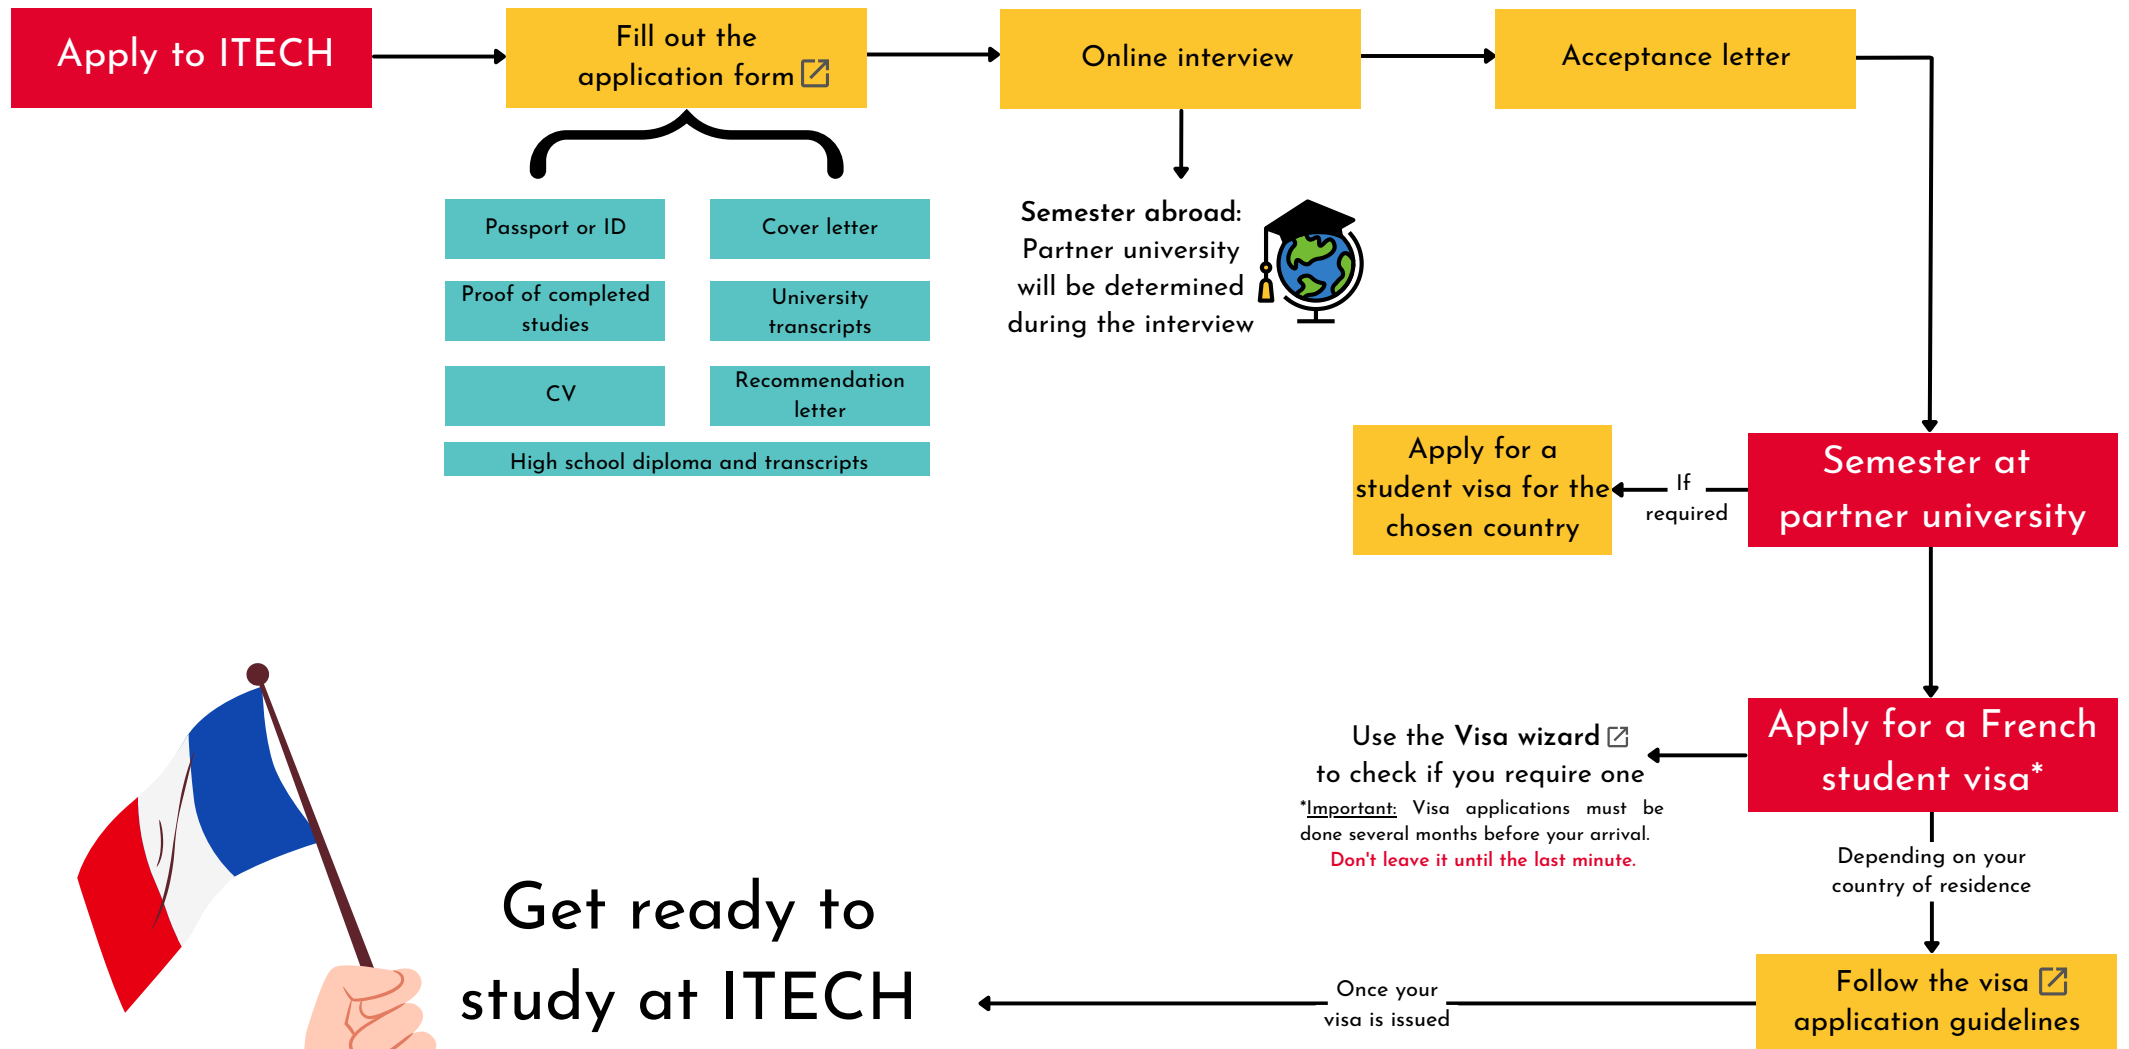 Apply to ITECH
Fill out the
application form
Online interview
Acceptance letter
Passport or ID
Cover letter
Proof of completed
studies
University
transcripts
CV
Recommendation
letter
High school diploma and transcripts
Semester abroad:
Partner university
will be determined
during the interview
Semester at
partner university
If
required
Apply for a
student visa for the
chosen country
Apply for a French
student visa*
Use the Visa wizard
to check if you require one
*Important: Visa applications must be
done several months before your arrival.
Don't leave it until the last minute.
Depending on your
country of residence
Follow the visa
application guidelines
Once your
visa is issued
Get ready to
study at ITECH